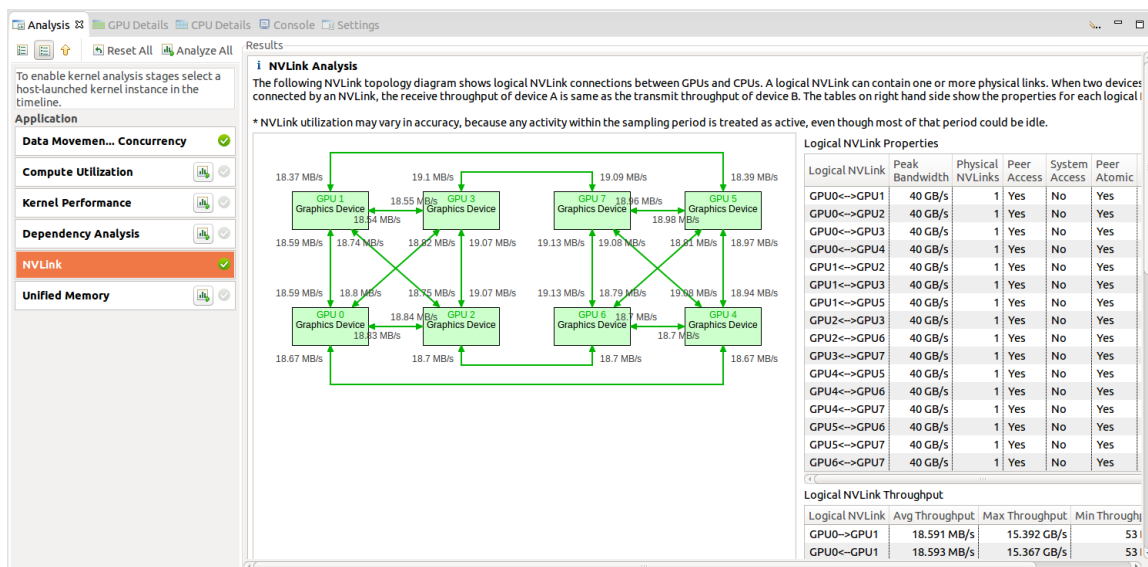 Analysis GPU Details CPU Details Console Settings
Reset All Analyze All
Results
To enable kernel analysis stages select a
host-launched kernel instance in the
timeline.
Application
Data Movemen... Concurrency
Compute Utilization
Kernel Performance
Dependency Analysis
NVLink
Unified Memory
i NVLink Analysis
The following NVLink topology diagram shows logical NVLink connections between GPUs and CPUs. A logical NVLink can contain one or more physical links. When two devices
connected by an NVLink, the receive throughput of device A is same as the transmit throughput of device B. The tables on right hand side show the properties for each logical
* NVLink utilization may vary in accuracy, because any activity within the sampling period is treated as active, even though most of that period could be idle.
18.37 MB/s 19.1 MB/s 19.09 MB/s 18.39 MB/s
GPU 1 18.55 MB/s GPU 3 GPU 7 18.96 MB/s GPU 5
Graphics Device Graphics Device Graphics Device Graphics Device
18.54 MB/s 18.98 MB/s
18.59 MB/s 18.74 MB/s 18.82 MB/s 19.07 MB/s 19.13 MB/s 19.08 MB/s 18.81 MB/s 18.97 MB/s
18.59 MB/s 18.8 MB/s 18.75 MB/s 19.07 MB/s 19.13 MB/s 18.79 MB/s 19.08 MB/s 18.94 MB/s
GPU 0 18.84 MB/s GPU 2 GPU 6 18.7 MB/s GPU 4
Graphics Device Graphics Device Graphics Device Graphics Device
18.83 MB/s 18.7 MB/s
18.67 MB/s 18.7 MB/s 18.7 MB/s 18.67 MB/s
Logical NVLink Properties
Logical NVLink Peak Bandwidth Physical NVLinks Peer Access System Access Peer Atomic
GPU0<-->GPU1 40 GB/s 1 Yes No Yes
GPU0<-->GPU2 40 GB/s 1 Yes No Yes
GPU0<-->GPU3 40 GB/s 1 Yes No Yes
GPU0<-->GPU4 40 GB/s 1 Yes No Yes
GPU1<-->GPU2 40 GB/s 1 Yes No Yes
GPU1<-->GPU3 40 GB/s 1 Yes No Yes
GPU1<-->GPU5 40 GB/s 1 Yes No Yes
GPU2<-->GPU3 40 GB/s 1 Yes No Yes
GPU2<-->GPU6 40 GB/s 1 Yes No Yes
GPU3<-->GPU7 40 GB/s 1 Yes No Yes
GPU4<-->GPU5 40 GB/s 1 Yes No Yes
GPU4<-->GPU6 40 GB/s 1 Yes No Yes
GPU4<-->GPU7 40 GB/s 1 Yes No Yes
GPU5<-->GPU6 40 GB/s 1 Yes No Yes
GPU5<-->GPU7 40 GB/s 1 Yes No Yes
GPU6<-->GPU7 40 GB/s 1 Yes No Yes
Logical NVLink Throughput
Logical NVLink Avg Throughput Max Throughput Min
GPU0-->GPU1 18.591 MB/s 15.392 GB/s 53
GPU0<--GPU1 18.593 MB/s 15.367 GB/s 53